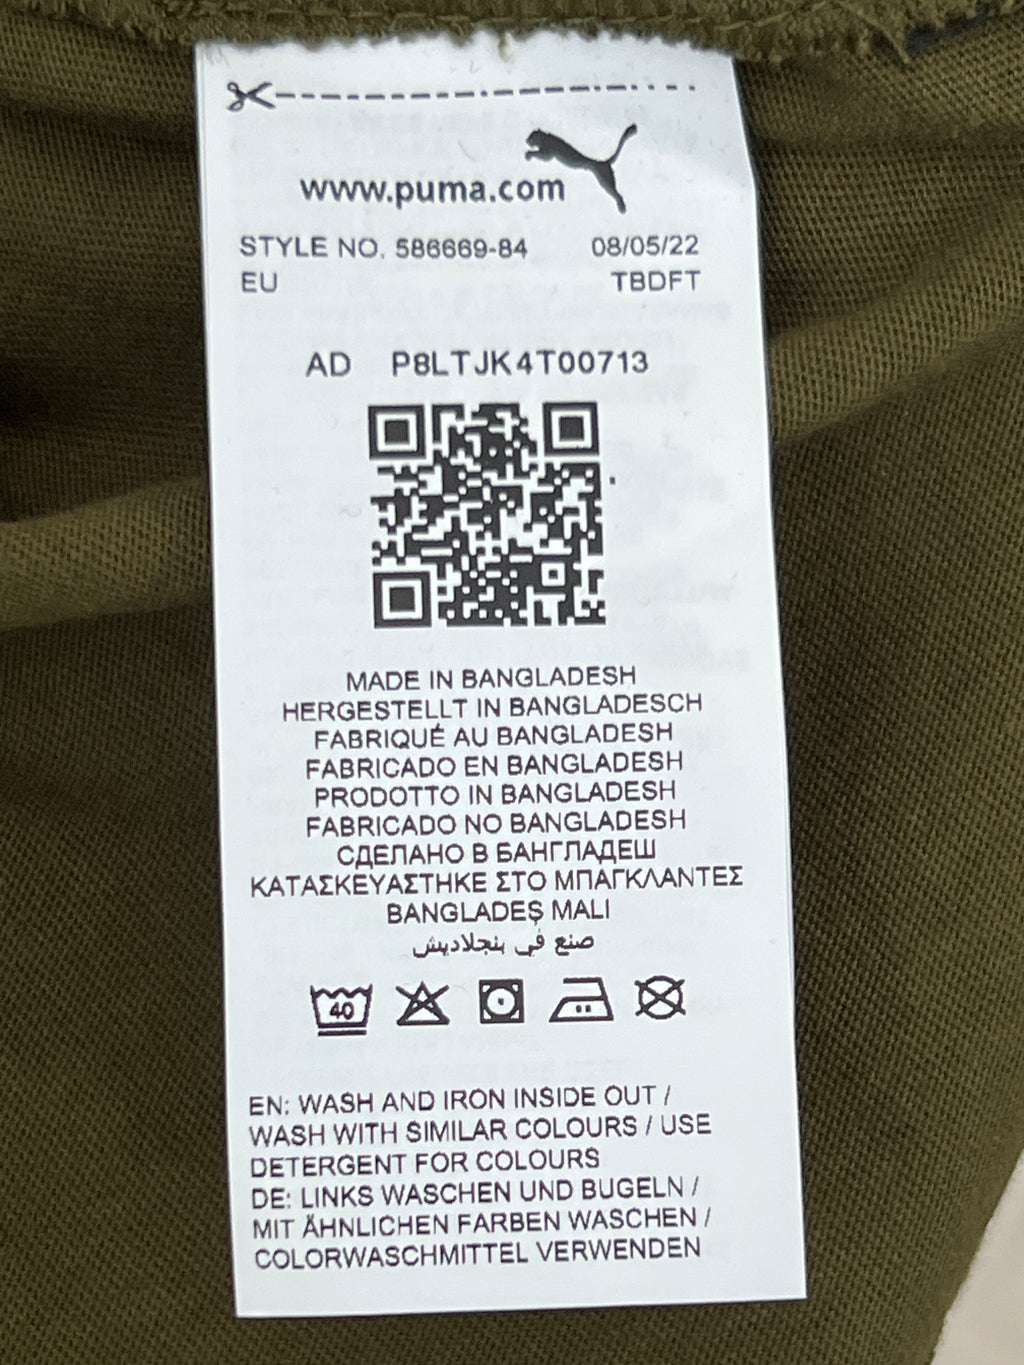 www.puma.com
STYLE NO. 586669-84 08/05/22
EU TBDFT
AD P8LTJK4T00713
MADE IN BANGLADESH
HERGESTELLT IN BANGLADESCH
FABRIQUÉ AU BANGLADESH
FABRICADO EN BANGLADESH
PRODOTTO IN BANGLADESH
FABRICADO NO BANGLADESH
СДЕЛАНО В БАНГЛАДЕШ
ΚΑΤΑΣΚΕΥΑΣΤΗΚΕ ΣΤΟ ΜΠΑΓΚΛΑΝΤΕΣ
BANGLADEŞ MALI
صنع في بنجلاديش
40
EN: WASH AND IRON INSIDE OUT /
WASH WITH SIMILAR COLOURS / USE
DETERGENT FOR COLOURS
DE: LINKS WASCHEN UND BUGELN /
MIT ÄHNLICHEN FARBEN WASCHEN /
COLORWASCHMITTEL VERWENDEN